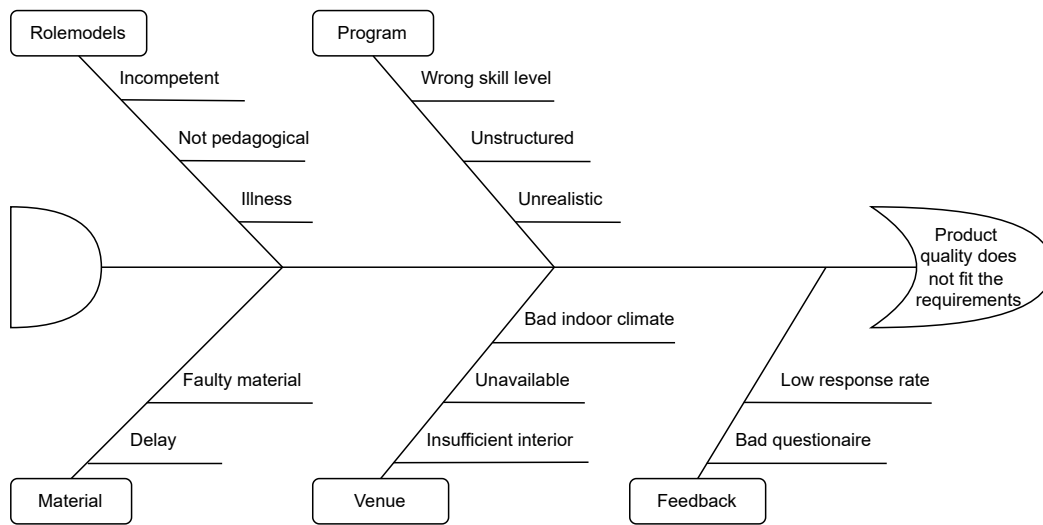 Rolemodels
Program
Incompetent
Wrong skill level
Not pedagogical
Unstructured
Illness
Unrealistic
Product
quality does
not fit the
requirements
Bad indoor climate
Faulty material
Unavailable
Low response rate
Delay
Insufficient interior
Bad questionaire
Material
Venue
Feedback